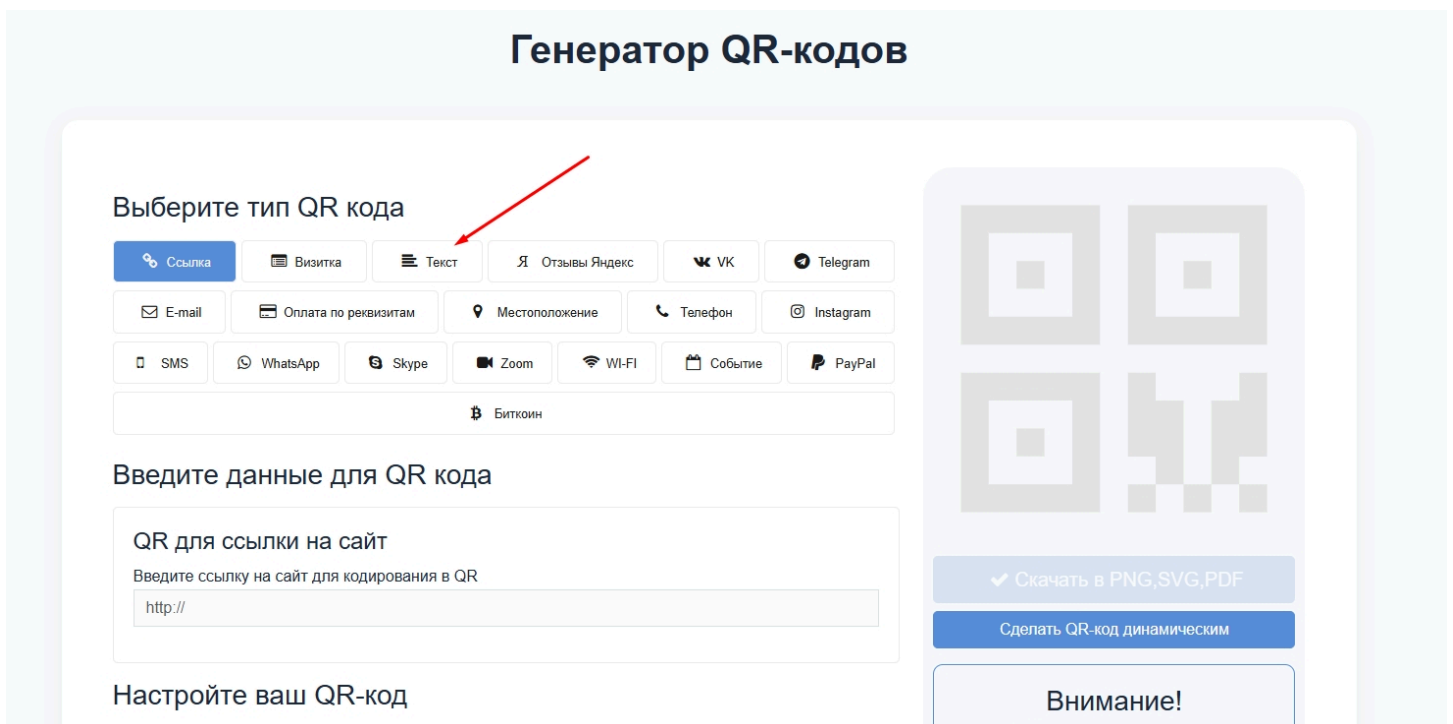 Генератор QR-кодов
Выберите тип QR кода
Ссылка Визитка Текст Я Отзывы Яндекс VK Telegram
E-mail Оплата по реквизитам Местоположение Телефон Instagram
SMS WhatsApp Skype Zoom WI-FI Событие PayPal
Биткоин
Введите данные для QR кода
QR для ссылки на сайт
Введите ссылку на сайт для кодирования в QR
http://
Настройте ваш QR-код
Скачать в PNG,SVG,PDF
Сделать QR-код динамическим
Внимание!